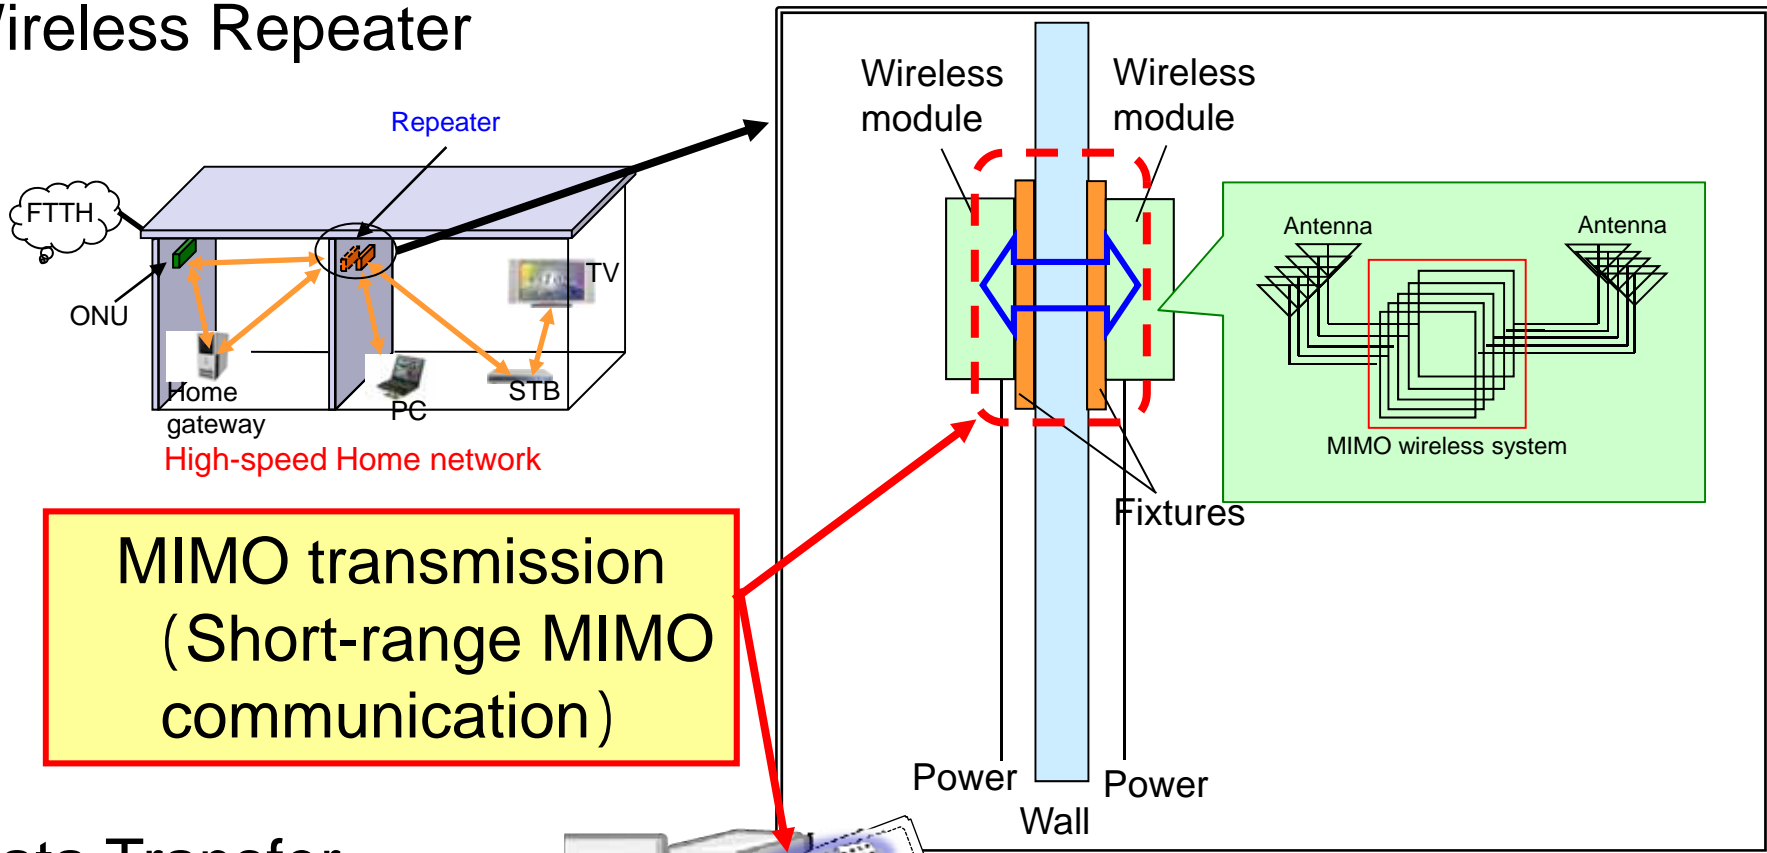 Wireless Repeater
Repeater
FTTH
TV
ONU
STB
Home
gateway
PC
High-speed Home network
MIMO transmission
(Short-range MIMO
communication)
Wireless
module
Wireless
module
Antenna
Antenna
MIMO wireless system
Fixtures
Power
Power
Wall
Transfer